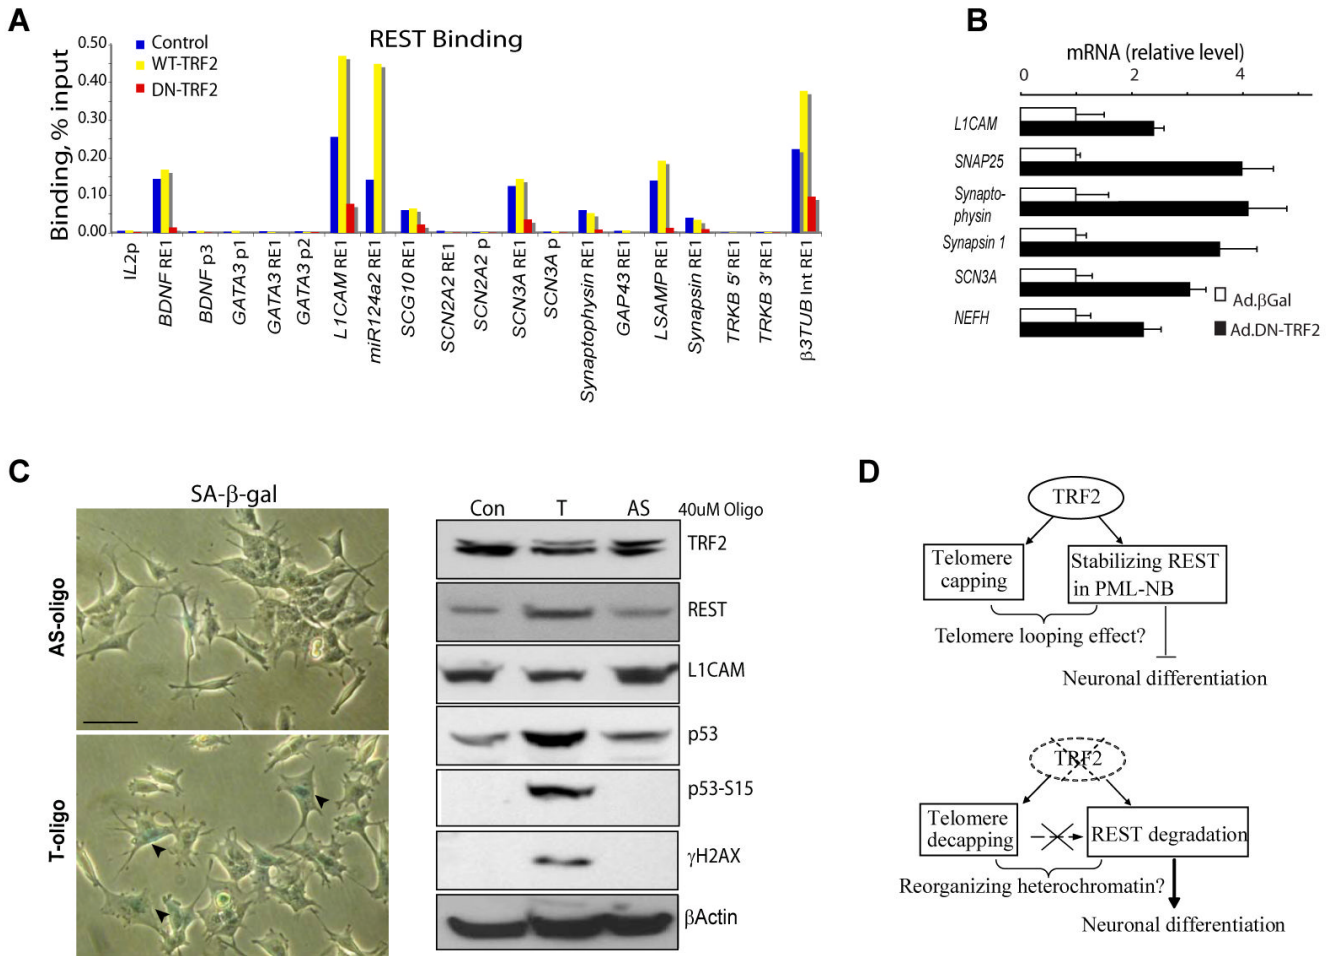 A
REST Binding
Control
WT-TRF2
DN-TRF2
Binding, % input
0.50
0.40
0.30
0.20
0.10
0.00
IL2p
BDNF RE1
BDNF p3
GATA3 p1
GATA3 RE1
GATA3 p2
L1CAM RE1
miR124a2 RE1
SCG10 RE1
SCN2A2 RE1
SCN2A2 p
SCN3A RE1
SCN3A p
Synaptophysin RE1
GAP43 RE1
LSAMP RE1
Synapsin RE1
TRKB 5' RE1
TRKB 3' RE1
β3TUB Int RE1
B
mRNA (relative level)
0 2 4
L1CAM
SNAP25
Synapto-
physin
Synapsin 1
SCN3A
NEFH
Ad.βGal
Ad.DN-TRF2
C
SA-β-gal
AS-oligo
T-oligo
Con T AS 40uM Oligo
TRF2
REST
L1CAM
p53
p53-S15
γH2AX
βActin
D
TRF2
Telomere
capping
Stabilizing REST
in PML-NB
Telomere looping effect?
Neuronal differentiation
TRF2
Telomere
decapping
REST degradation
Reorganizing heterochromatin?
Neuronal differentiation